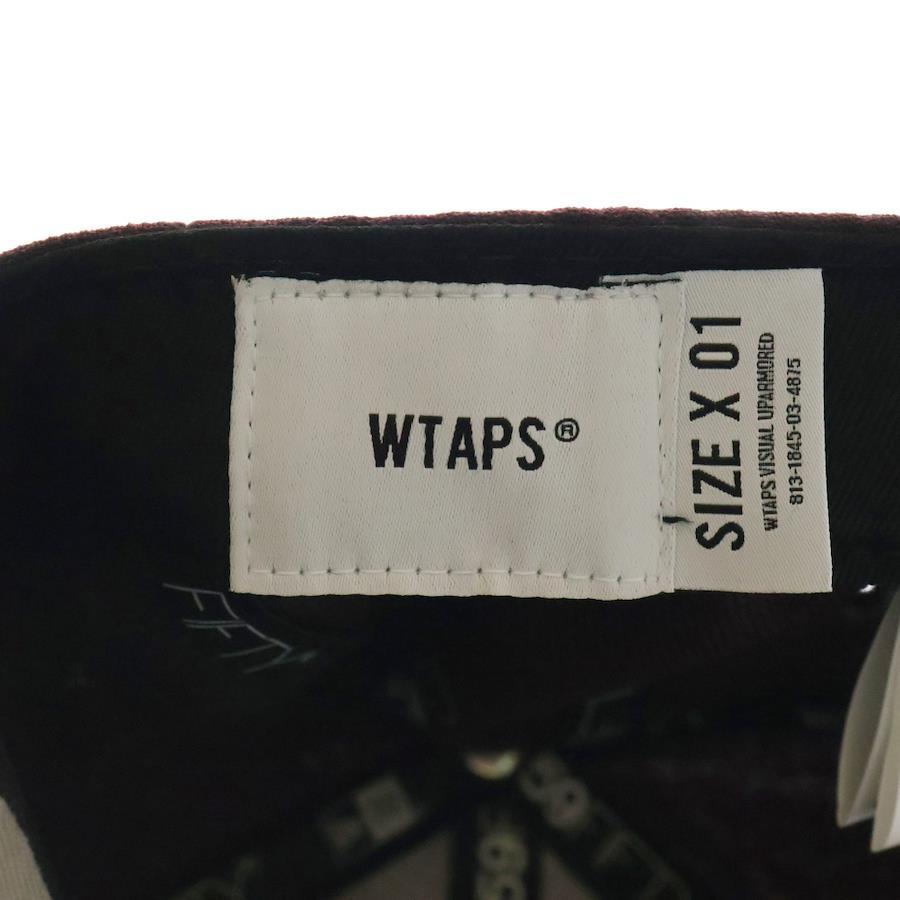 WTAPS®
SIZE X 01
WTAPS VISUAL UPARMORED
813-1845-03-4875